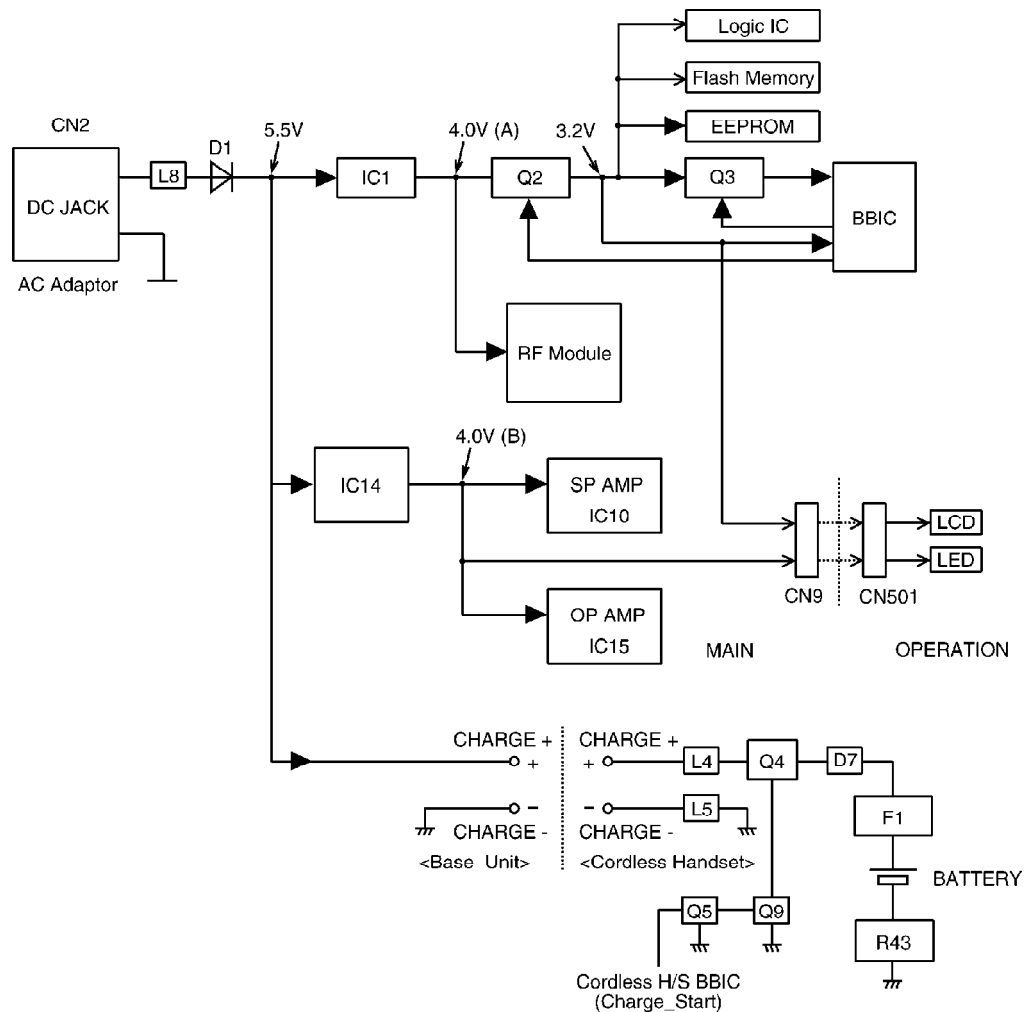 Logic IC
Flash Memory
EEPROM
CN2
D1
5.5V
4.0V (A)
3.2V
L8
IC1
Q2
Q3
DC JACK
BBIC
AC Adaptor
RF Module
4.0V (B)
IC14
SP AMP
IC10
LCD
LED
CN9
CN501
OP AMP
IC15
MAIN
OPERATION
CHARGE +
CHARGE +
+
+
L4
Q4
D7
-
-
L5
F1
CHARGE -
CHARGE -
<Base Unit>
<Cordless Handset>
BATTERY
Q5
Q9
R43
Cordless H/S BBIC
(Charge_Start)